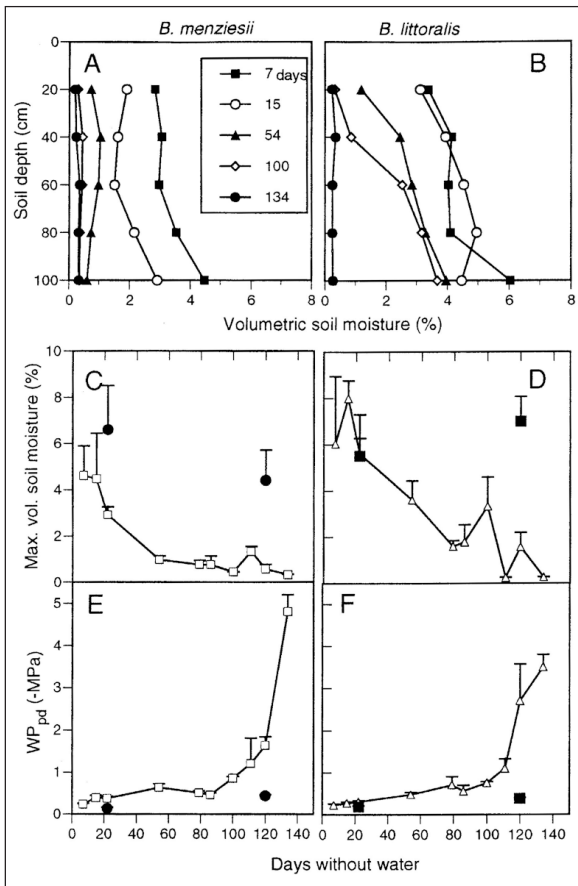 B. menziesii
B. littoralis
0
20
40
60
80
100
Soil depth (cm)
A
7 days
15
54
100
134
B
0 2 4 6 8
0 2 4 6 8
Volumetric soil moisture (%)
10
8
6
4
2
0
Max. vol. soil moisture (%)
C
D
5
4
3
2
1
0
WPpd (-MPa)
E
F
0 20 40 60 80 100 120 140
0 20 40 60 80 100 120 140
Days without water